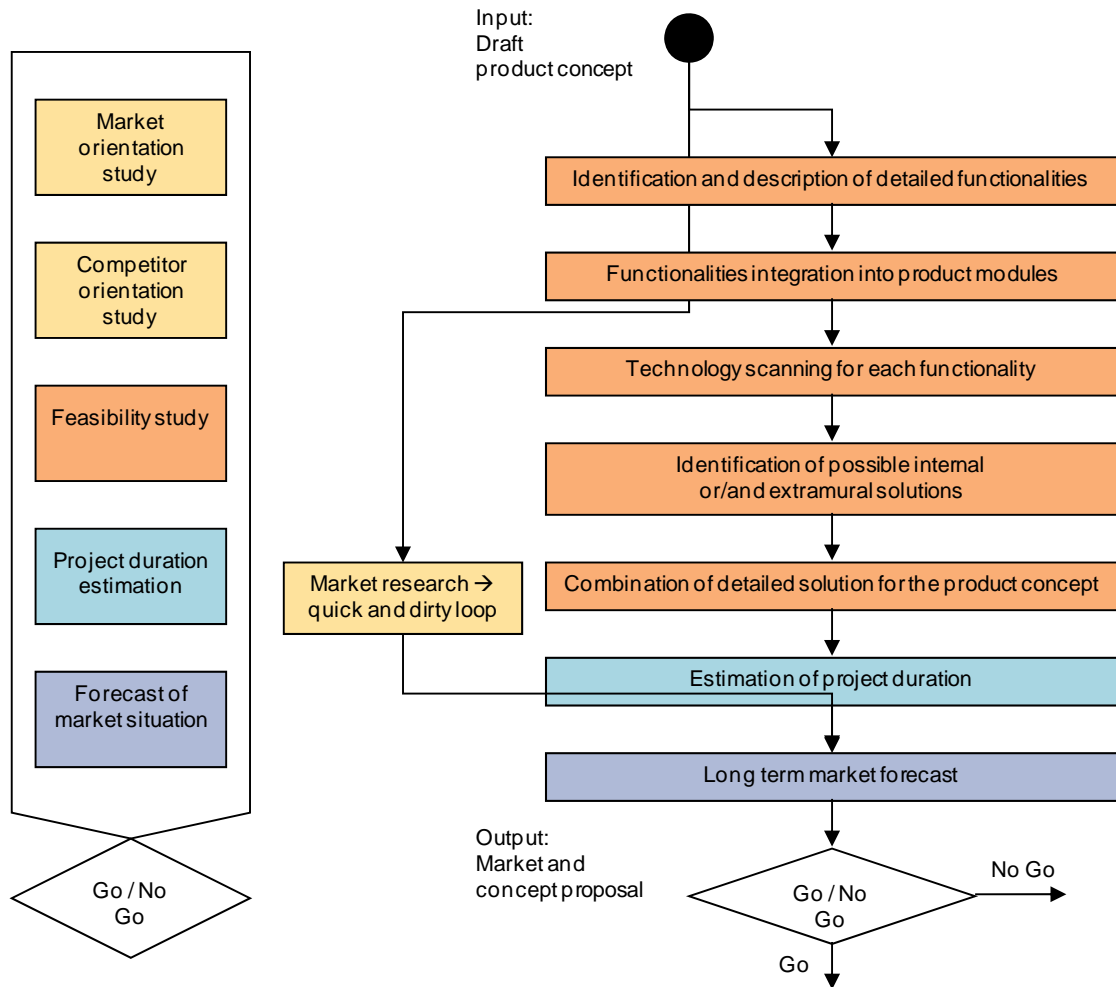 Input:
Draft
product concept
Market
orientation
study
Competitor
orientation
study
Feasibility study
Project duration
estimation
Forecast of
market situation
Go / No
Go
Identification and description of detailed functionalities
Functionalities integration into product modules
Technology scanning for each functionality
Identification of possible internal
or/and extramural solutions
Market research →
quick and dirty loop
Combination of detailed solution for the product concept
Estimation of project duration
Long term market forecast
Output:
Market and
concept proposal
Go / No
Go
No Go
Go